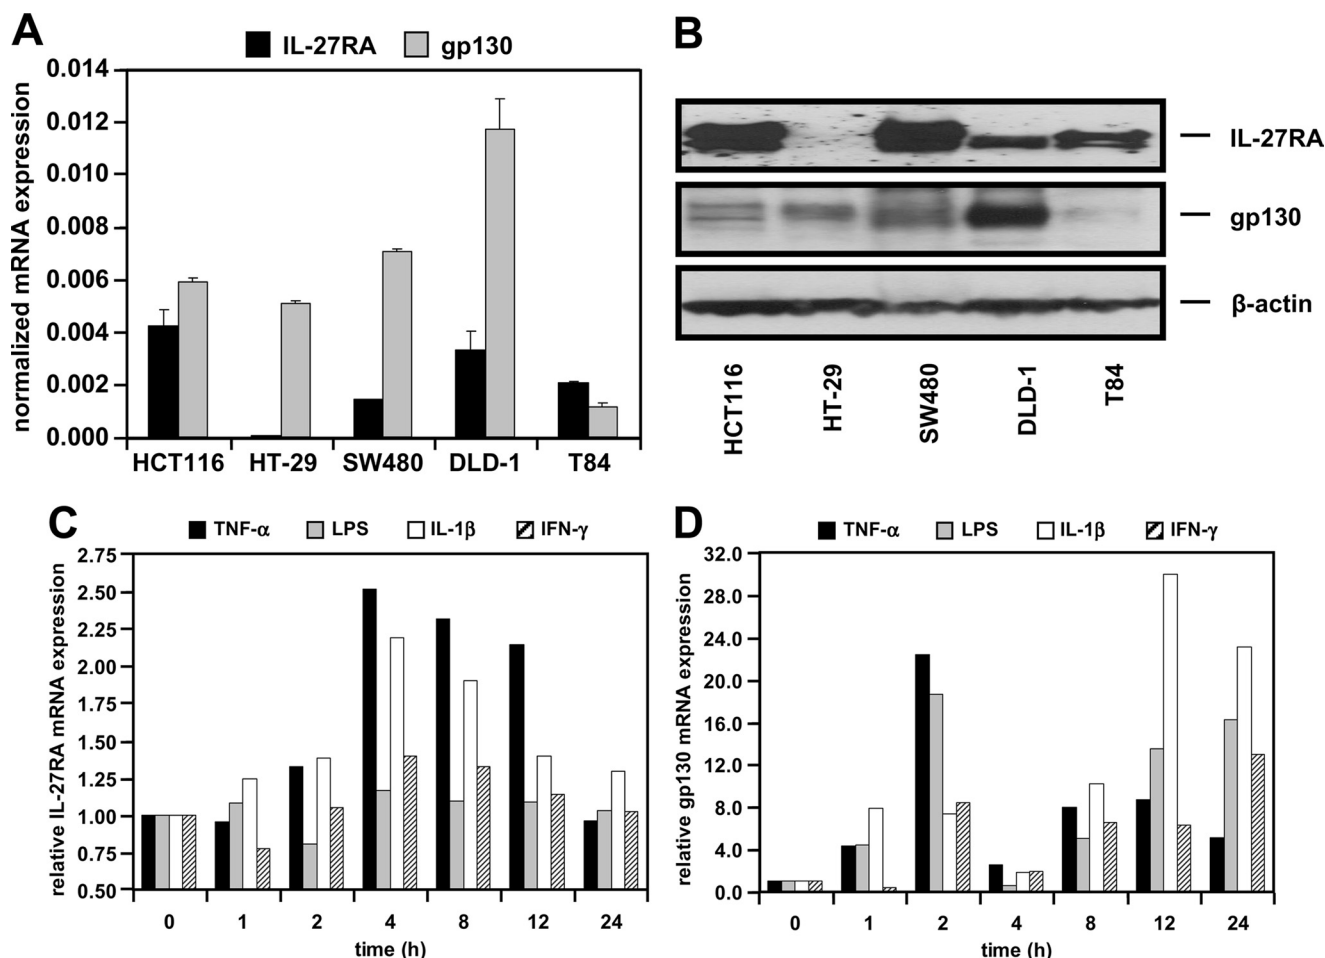 A
IL-27RA gp130
normalized mRNA expression
0.014
0.012
0.010
0.008
0.006
0.004
0.002
0.000
HCT116 HT-29 SW480 DLD-1 T84
B
IL-27RA
gp130
β-actin
HCT116 HT-29 SW480 DLD-1 T84
C
TNF-α LPS IL-1β IFN-γ
relative IL-27RA mRNA expression
2.75
2.50
2.25
2.00
1.75
1.50
1.25
1.00
0.75
0.50
0 1 2 4 8 12 24
time (h)
D
TNF-α LPS IL-1β IFN-γ
relative gp130 mRNA expression
32.0
28.0
24.0
20.0
16.0
12.0
8.0
4.0
0.0
0 1 2 4 8 12 24
time (h)